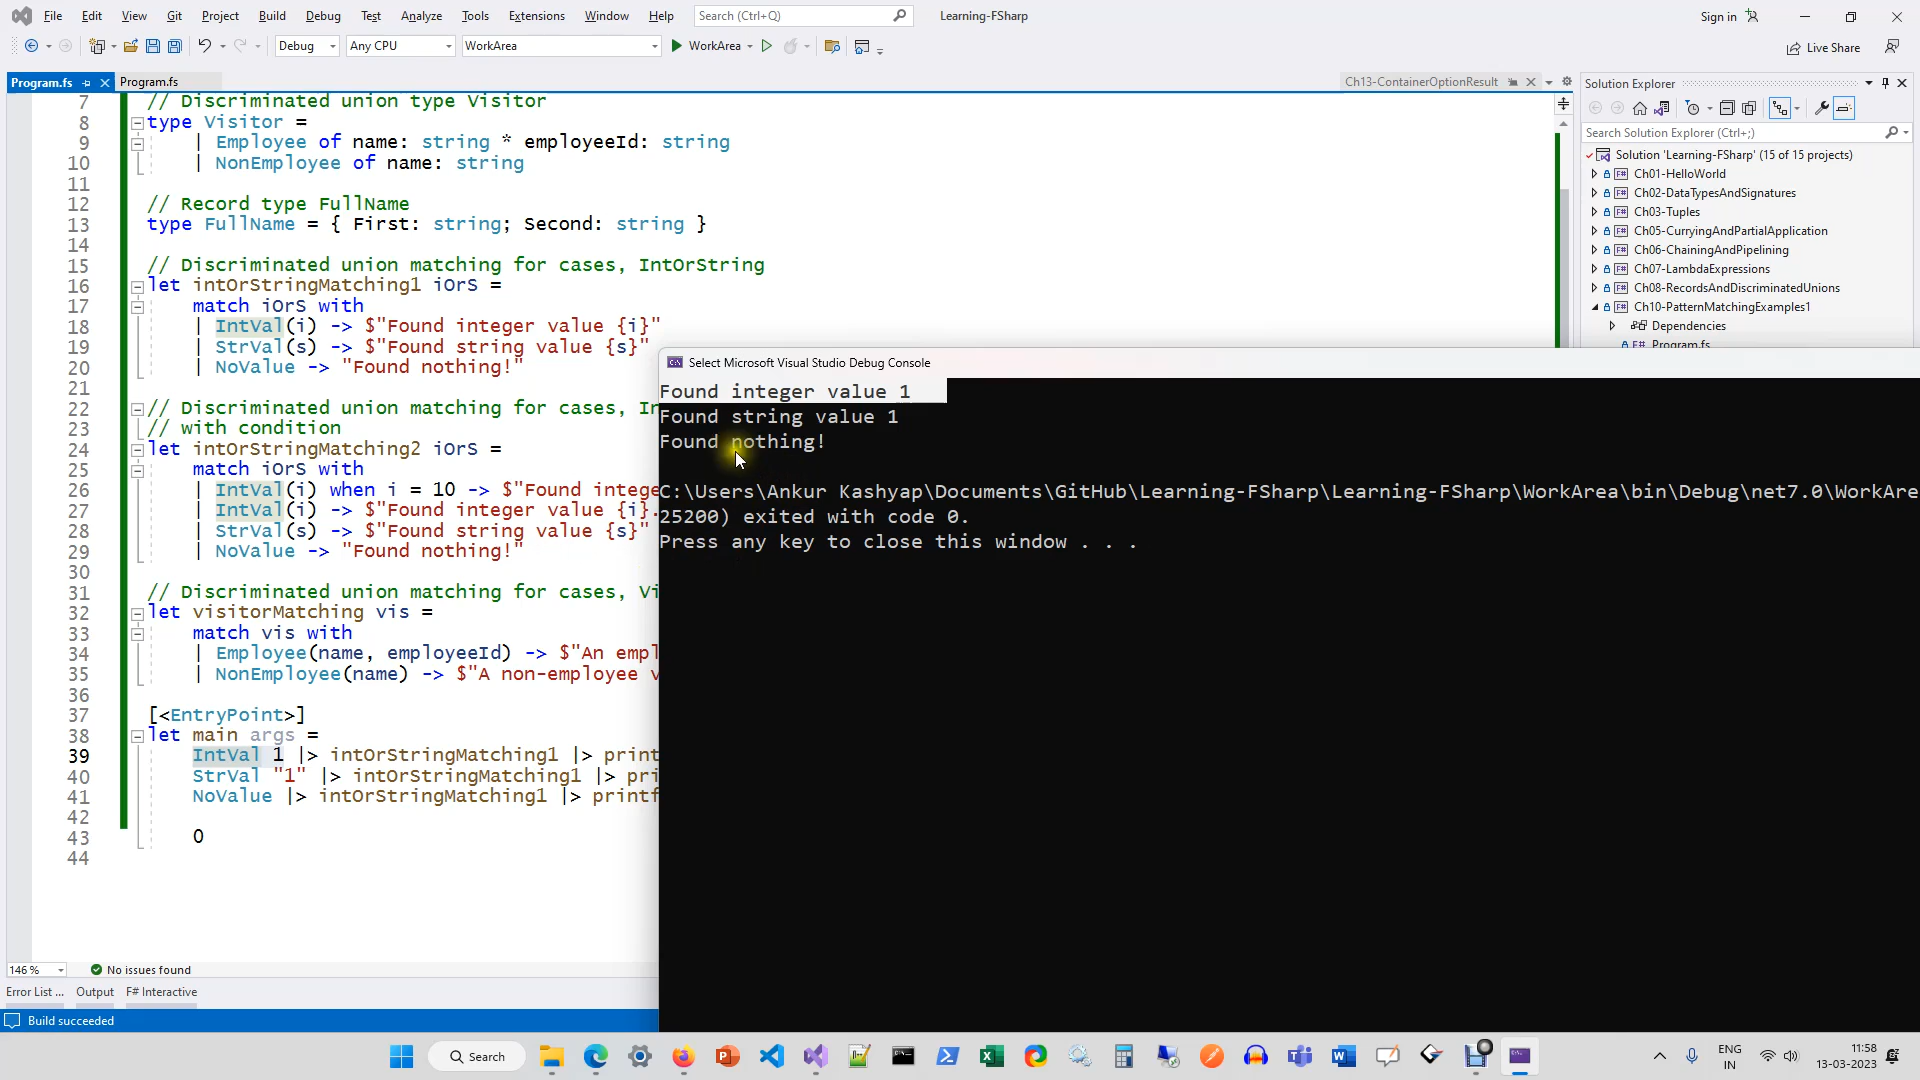 File Edit View Git Project Build Debug Test Analyze Tools Extensions Window Help Search (Ctrl+Q) Learning-FSharp Sign in
Debug Any CPU WorkArea WorkArea Live Share
Program.fs Program.fs Ch13-ContainerOptionResult
7 // Discriminated union type Visitor
8 type Visitor =
9 | Employee of name: string * employeeId: string
10 | NonEmployee of name: string
11
12 // Record type FullName
13 type FullName = { First: string; Second: string }
14
15 // Discriminated union matching for cases, IntOrString
16 let intOrStringMatching1 iOrS =
17 match iOrS with
18 | IntVal(i) -> $"Found integer value {i}"
19 | StrVal(s) -> $"Found string value {s}"
20 | NoValue -> "Found nothing!"
21
22 // Discriminated union matching for cases, In
23 // with condition
24 let intOrStringMatching2 iOrS =
25 match iOrS with
26 | IntVal(i) when i = 10 -> $"Found intege
27 | IntVal(i) -> $"Found integer value {i}.
28 | StrVal(s) -> $"Found string value {s}"
29 | NoValue -> "Found nothing!"
30
31 // Discriminated union matching for cases, Vi
32 let visitorMatching vis =
33 match vis with
34 | Employee(name, employeeId) -> $"An empl
35 | NonEmployee(name) -> $"A non-employee v
36
37 [<EntryPoint>]
38 let main args =
39 IntVal 1 |> intOrStringMatching1 |> print
40 StrVal "1" |> intOrStringMatching1 |> pri
41 NoValue |> intOrStringMatching1 |> printf
42
43 0
44
Solution Explorer
Search Solution Explorer (Ctrl+;)
Solution 'Learning-FSharp' (15 of 15 projects)
F# Ch01-HelloWorld
F# Ch02-DataTypesAndSignatures
F# Ch03-Tuples
F# Ch05-CurryingAndPartialApplication
F# Ch06-ChainingAndPipelining
F# Ch07-LambdaExpressions
F# Ch08-RecordsAndDiscriminatedUnions
F# Ch10-PatternMatchingExamples1
Dependencies
F# Program.fs
Select Microsoft Visual Studio Debug Console
Found integer value 1
Found string value 1
Found nothing!
C:\Users\Ankur Kashyap\Documents\GitHub\Learning-FSharp\Learning-FSharp\WorkArea\bin\Debug\net7.0\WorkAre
25200) exited with code 0.
Press any key to close this window . . .
146 % No issues found
Error List ... Output F# Interactive
Build succeeded
Search
ENG
IN
11:58
13-03-2023